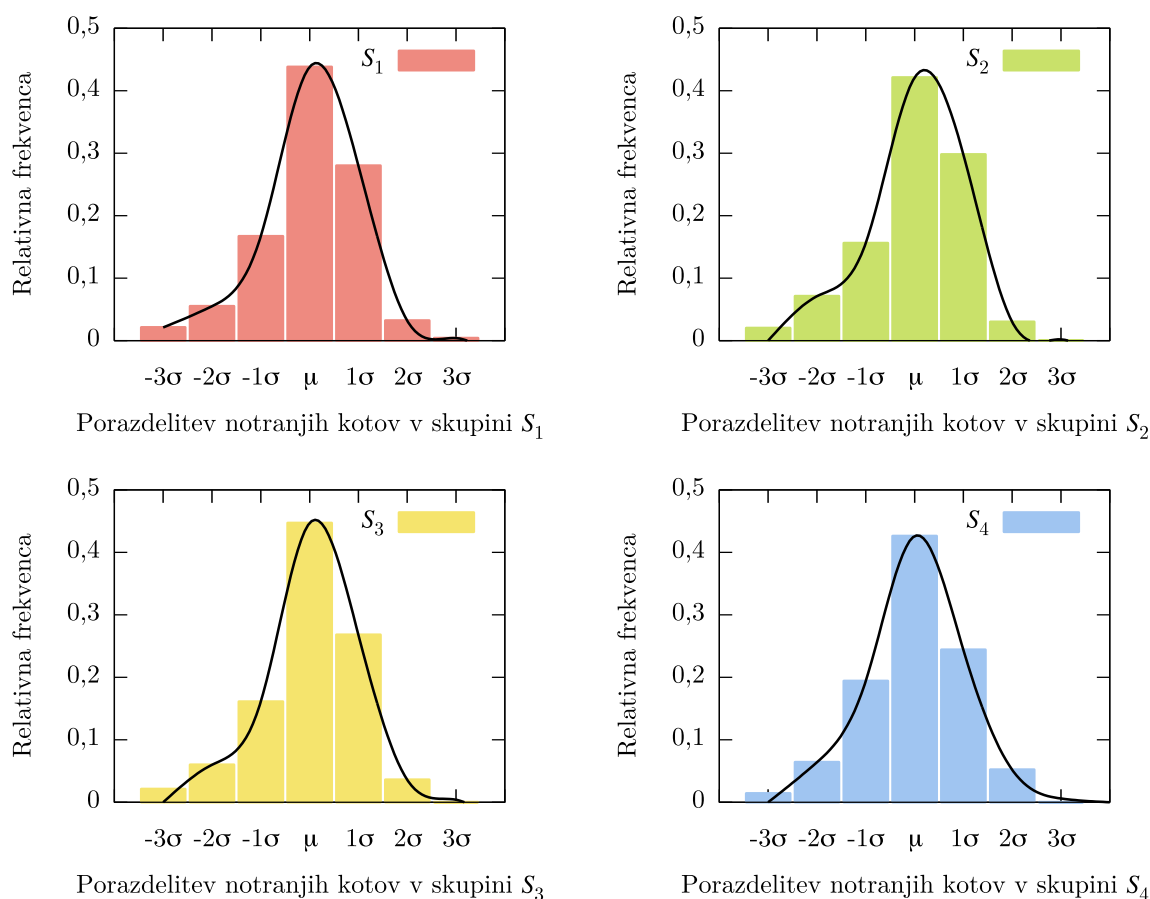 Relativna frekvenca
0,5
0,4
0,3
0,2
0,1
0
S1
-3σ -2σ -1σ μ 1σ 2σ 3σ
Porazdelitev notranjih kotov v skupini S1
Relativna frekvenca
0,5
0,4
0,3
0,2
0,1
0
S2
-3σ -2σ -1σ μ 1σ 2σ 3σ
Porazdelitev notranjih kotov v skupini S2
Relativna frekvenca
0,5
0,4
0,3
0,2
0,1
0
S3
-3σ -2σ -1σ μ 1σ 2σ 3σ
Porazdelitev notranjih kotov v skupini S3
Relativna frekvenca
0,5
0,4
0,3
0,2
0,1
0
S4
-3σ -2σ -1σ μ 1σ 2σ 3σ
Porazdelitev notranjih kotov v skupini S4